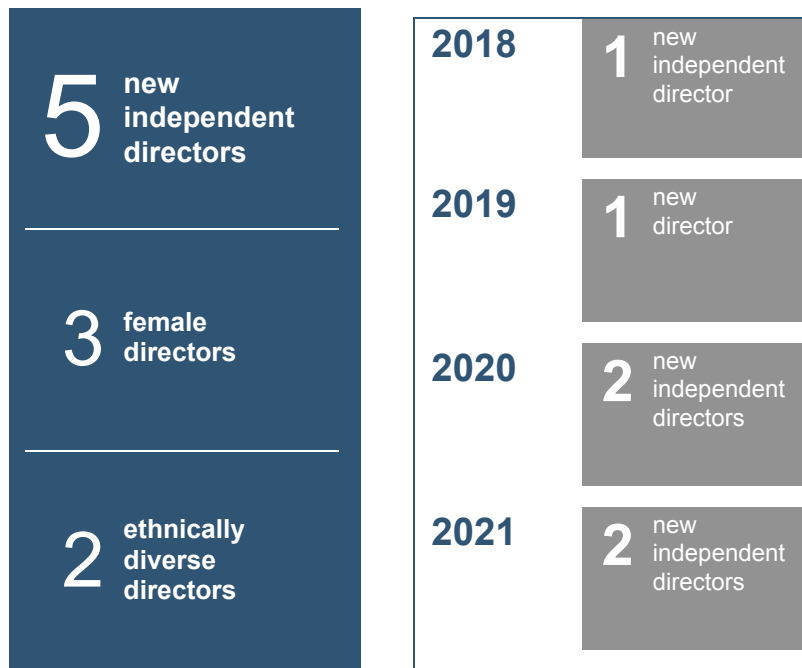 5 new
independent
directors
3 female
directors
2 ethnically
diverse
directors
2018
1 new
independent
director
2019
1 new
director
2020
2 new
independent
directors
2021
2 new
independent
directors